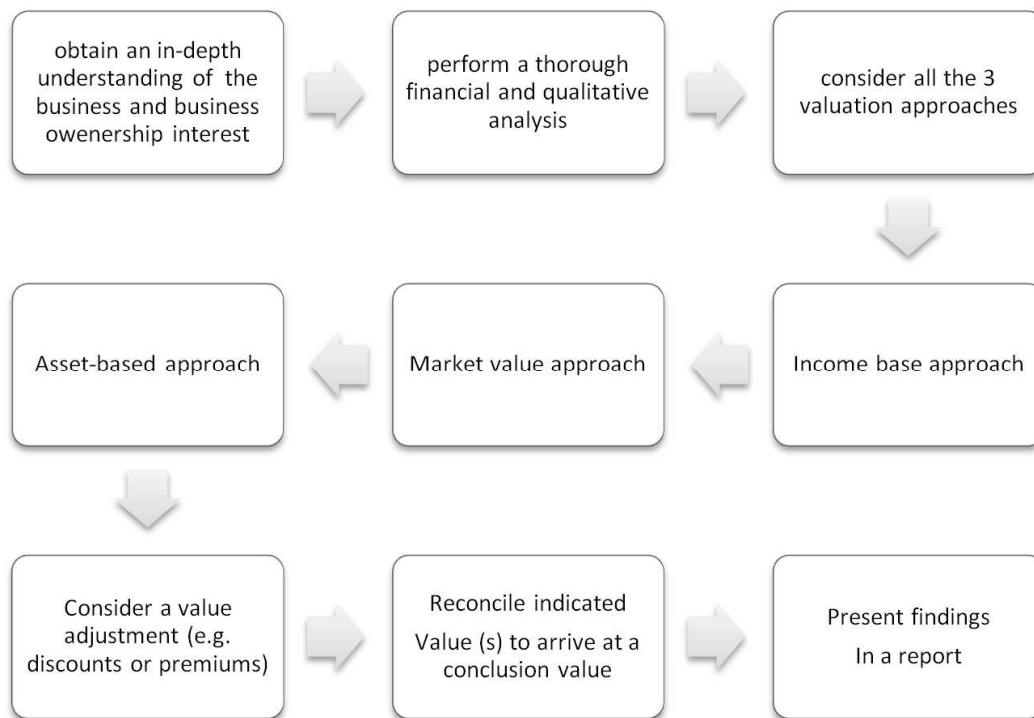 obtain an in-depth
understanding of the
business and business
owenership interest
perform a thorough
financial and qualitative
analysis
consider all the 3
valuation approaches
Income base approach
Market value approach
Asset-based approach
Consider a value
adjustment (e.g.
discounts or premiums)
Reconcile indicated
Value (s) to arrive at a
conclusion value
Present findings
In a report